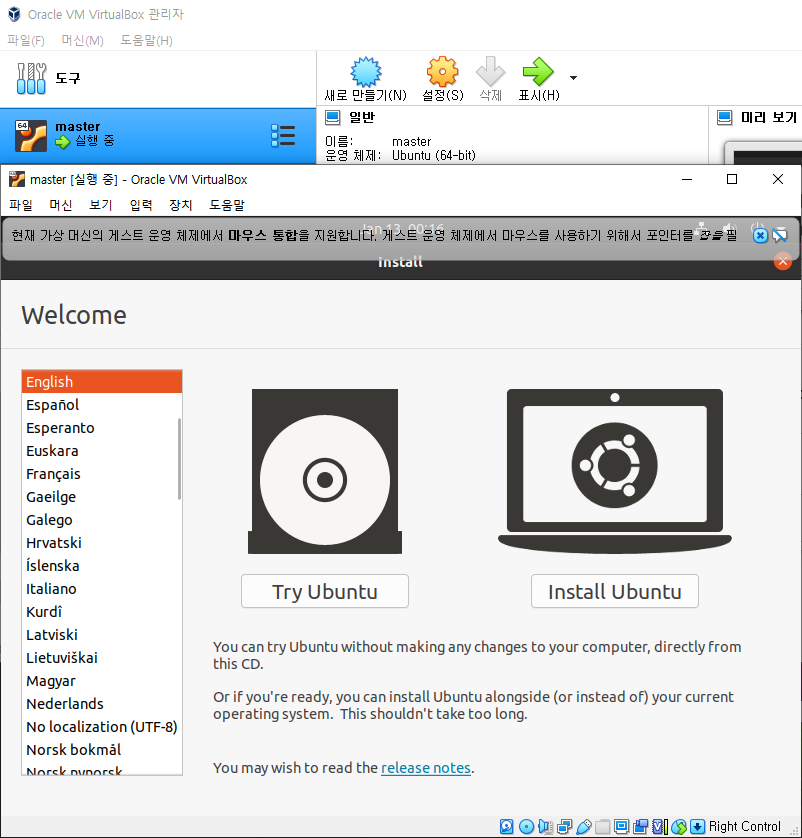 Oracle VM VirtualBox 관리자
파일(F) 머신(M) 도움말(H)
도구
새로 만들기(N) 설정(S) 삭제 표시(H)
64 master
실행 중
일반
이름: master
운영 체제: Ubuntu (64-bit)
미리 보기
master [실행 중] - Oracle VM VirtualBox
파일 머신 보기 입력 장치 도움말
Jan 13 00:16
현재 가상 머신의 게스트 운영 체제에서 마우스 통합을 지원합니다. 게스트 운영 체제에서 마우스를 사용하기 위해서 포인터를 잡을 필
Install
Welcome
English
Español
Esperanto
Euskara
Français
Gaeilge
Galego
Hrvatski
Íslenska
Italiano
Kurdî
Latviski
Lietuviškai
Magyar
Nederlands
No localization (UTF-8)
Norsk bokmål
Norsk nynorsk
Try Ubuntu
Install Ubuntu
You can try Ubuntu without making any changes to your computer, directly from
this CD.
Or if you're ready, you can install Ubuntu alongside (or instead of) your current
operating system. This shouldn't take too long.
You may wish to read the release notes.
Right Control